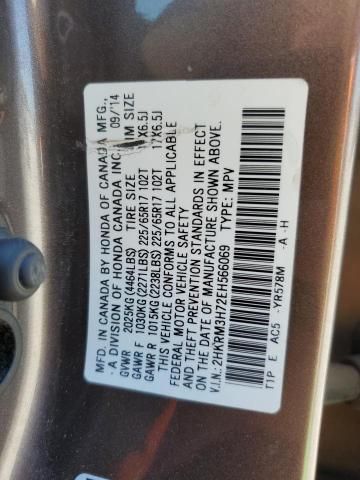 MFD. IN CANADA BY HONDA OF CANADA MFG.,
A DIVISION OF HONDA CANADA INC. 09/'14
GVWR 2025KG (4464LBS) TIRE SIZE RIM SIZE
GAWR F 1030KG (2271LBS) 225/65R17 102T 17X6.5J
GAWR R 1015KG (2238LBS) 225/65R17 102T 17X6.5J
THIS VEHICLE CONFORMS TO ALL APPLICABLE
FEDERAL MOTOR VEHICLE SAFETY
AND THEFT PREVENTION STANDARDS IN EFFECT
ON THE DATE OF MANUFACTURE SHOWN ABOVE.
V.I.N.: 2HKRM3H72EH566069 TYPE: MPV
T1P E AC5 -YR578M -A -H